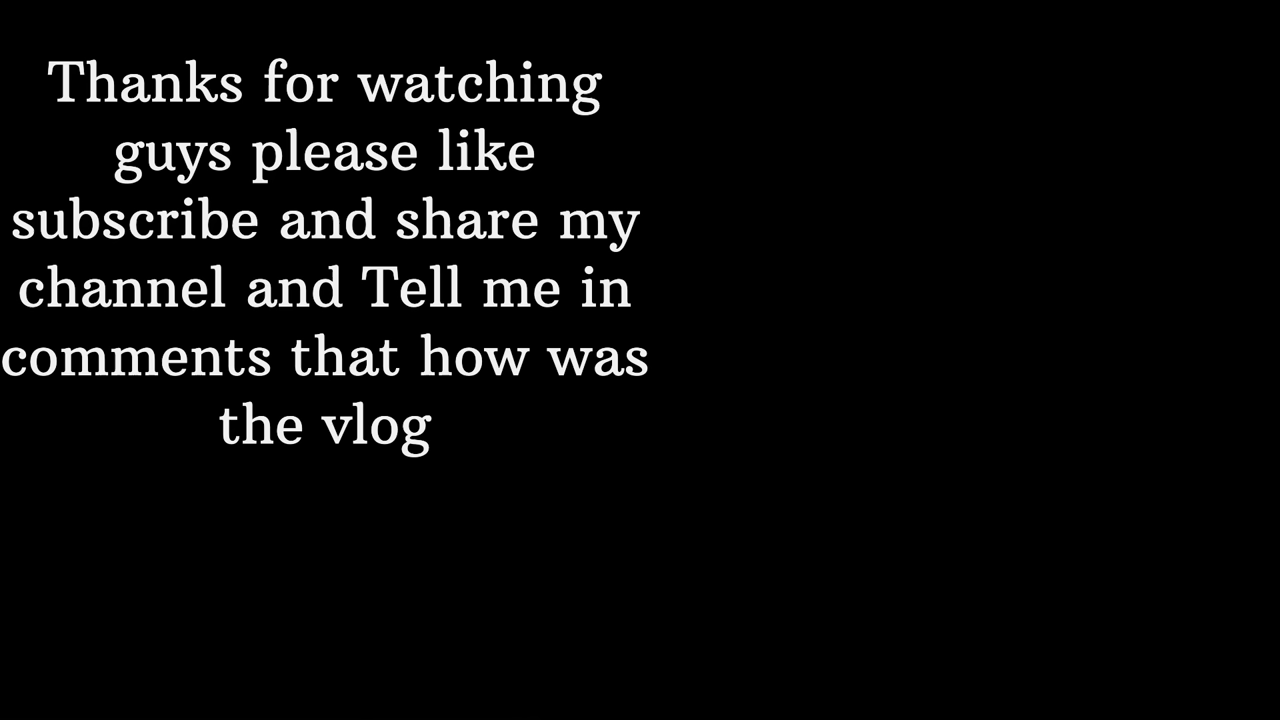 Thanks for watching
guys please like
subscribe and share my
channel and Tell me in
comments that how was
the vlog